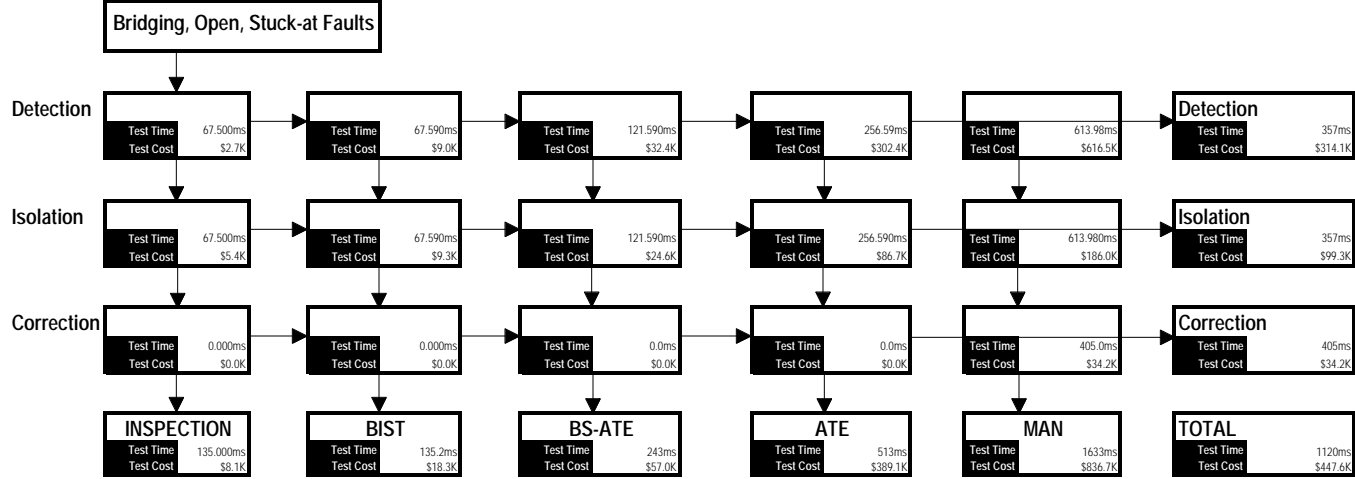 Bridging, Open, Stuck-at Faults
Detection
Test Time 67.500ms
Test Cost $2.7K
Test Time 67.590ms
Test Cost $9.0K
Test Time 121.590ms
Test Cost $32.4K
Test Time 256.59ms
Test Cost $302.4K
Test Time 613.98ms
Test Cost $616.5K
Detection
Test Time 357ms
Test Cost $314.1K
Isolation
Test Time 67.500ms
Test Cost $5.4K
Test Time 67.590ms
Test Cost $9.3K
Test Time 121.590ms
Test Cost $24.6K
Test Time 256.590ms
Test Cost $86.7K
Test Time 613.980ms
Test Cost $186.0K
Isolation
Test Time 357ms
Test Cost $99.3K
Correction
Test Time 0.000ms
Test Cost $0.0K
Test Time 0.000ms
Test Cost $0.0K
Test Time 0.0ms
Test Cost $0.0K
Test Time 0.0ms
Test Cost $0.0K
Test Time 405.0ms
Test Cost $34.2K
Correction
Test Time 405ms
Test Cost $34.2K
INSPECTION
Test Time 135.000ms
Test Cost $8.1K
BIST
Test Time 135.2ms
Test Cost $18.3K
BS-ATE
Test Time 243ms
Test Cost $57.0K
ATE
Test Time 513ms
Test Cost $389.1K
MAN
Test Time 1633ms
Test Cost $836.7K
TOTAL
Test Time 1120ms
Test Cost $447.6K